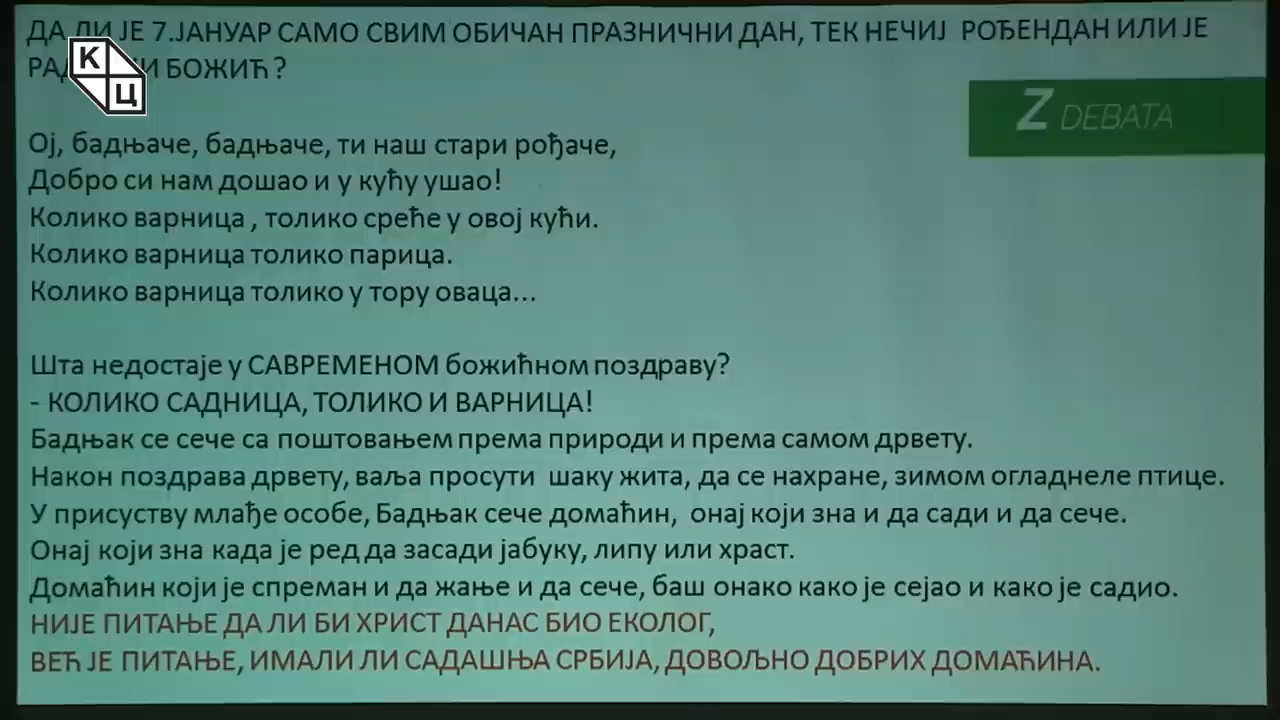 ДА ЛИ ЈЕ 7.ЈАНУАР САМО СВИМ ОБИЧАН ПРАЗНИЧНИ ДАН, ТЕК НЕЧИЈ РОЂЕНДАН ИЛИ ЈЕ
БОЖИЋ?
К
Ц
Z DEBATA
Ој, бадњаче, бадњаче, ти наш стари рођаче,
Добро си нам дошао и у кућу ушао!
Колико варница , толико среће у овој кући.
Колико варница толико парица.
Колико варница толико у тору оваца...
Шта недостаје у САВРЕМЕНОМ божићном поздраву?
- КОЛИКО САДНИЦА, ТОЛИКО И ВАРНИЦА!
Бадњак се сече са поштовањем према природи и према самом дрвету.
Након поздрава дрвету, ваља просути шаку жита, да се нахране, зимом огладнеле птице.
У присуству млађе особе, Бадњак сече домаћин, онај који зна и да сади и да сече.
Онај који зна када је ред да засади јабуку, липу или храст.
Домаћин који је спреман и да жање и да сече, баш онако како је сејао и како је садио.
НИЈЕ ПИТАЊЕ ДА ЛИ БИ ХРИСТ ДАНАС БИО ЕКОЛОГ,
ВЕЋ ЈЕ ПИТАЊЕ, ИМАЛИ ЛИ САДАШЊА СРБИЈА, ДОВОЉНО ДОБРИХ ДОМАЋИНА.